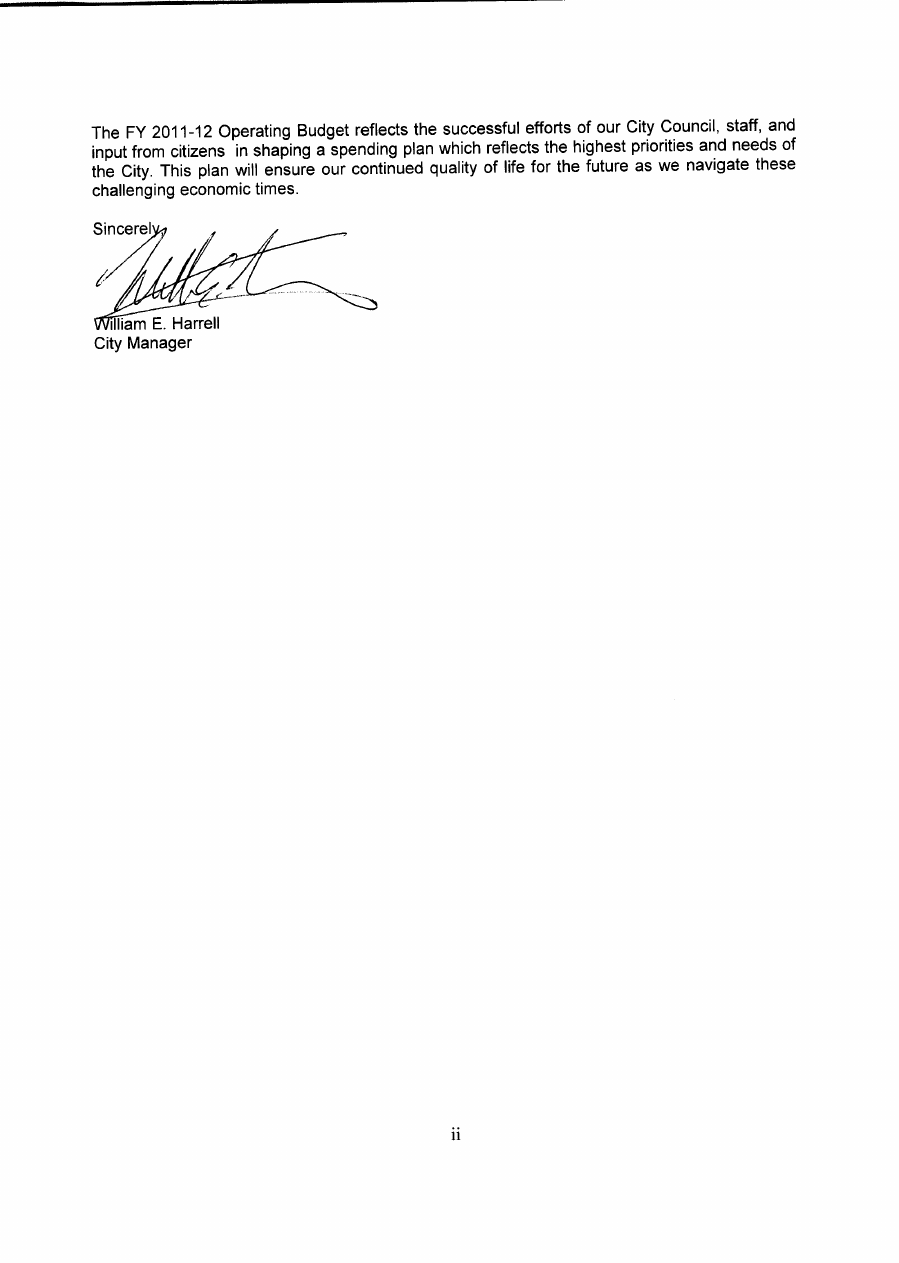 The FY 2011-12 Operating Budget reflects the successful efforts of our City Council, staff, and
input from citizens in shaping a spending plan which reflects the highest priorities and needs of
the City. This plan will ensure our continued quality of life for the future as we navigate these
challenging economic times.
Sincerely,
William E. Harrell
City Manager
ii